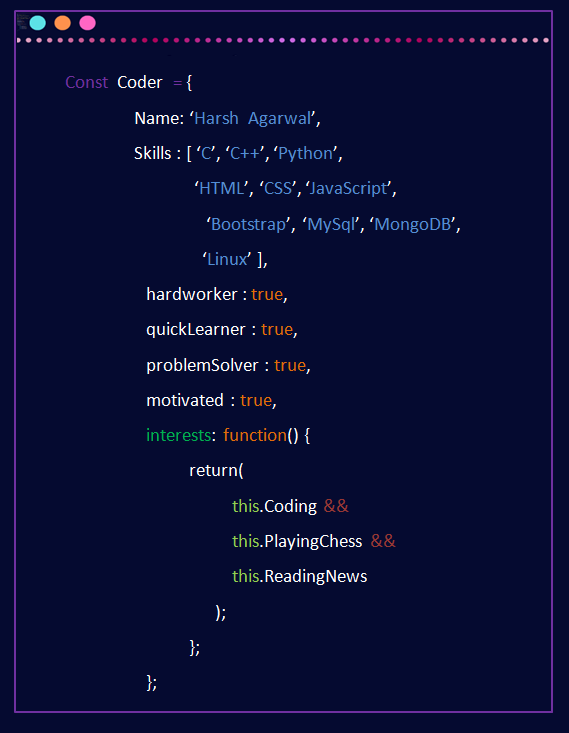 Const Coder ={
Name: ‘Harsh Agarwal’,
Skills : [ ‘C’, ‘C++’, ‘Python’,
‘HTML’, ‘CSS’, ‘JavaScript’,
‘Bootstrap’, ‘MySql’, ‘MongoDB’,
‘Linux’ ],
hardworker : true,
quickLearner : true,
problemSolver : true,
motivated : true,
interests: function() {
return(
this.Coding &&
this.PlayingChess &&
this.ReadingNews
);
};
};